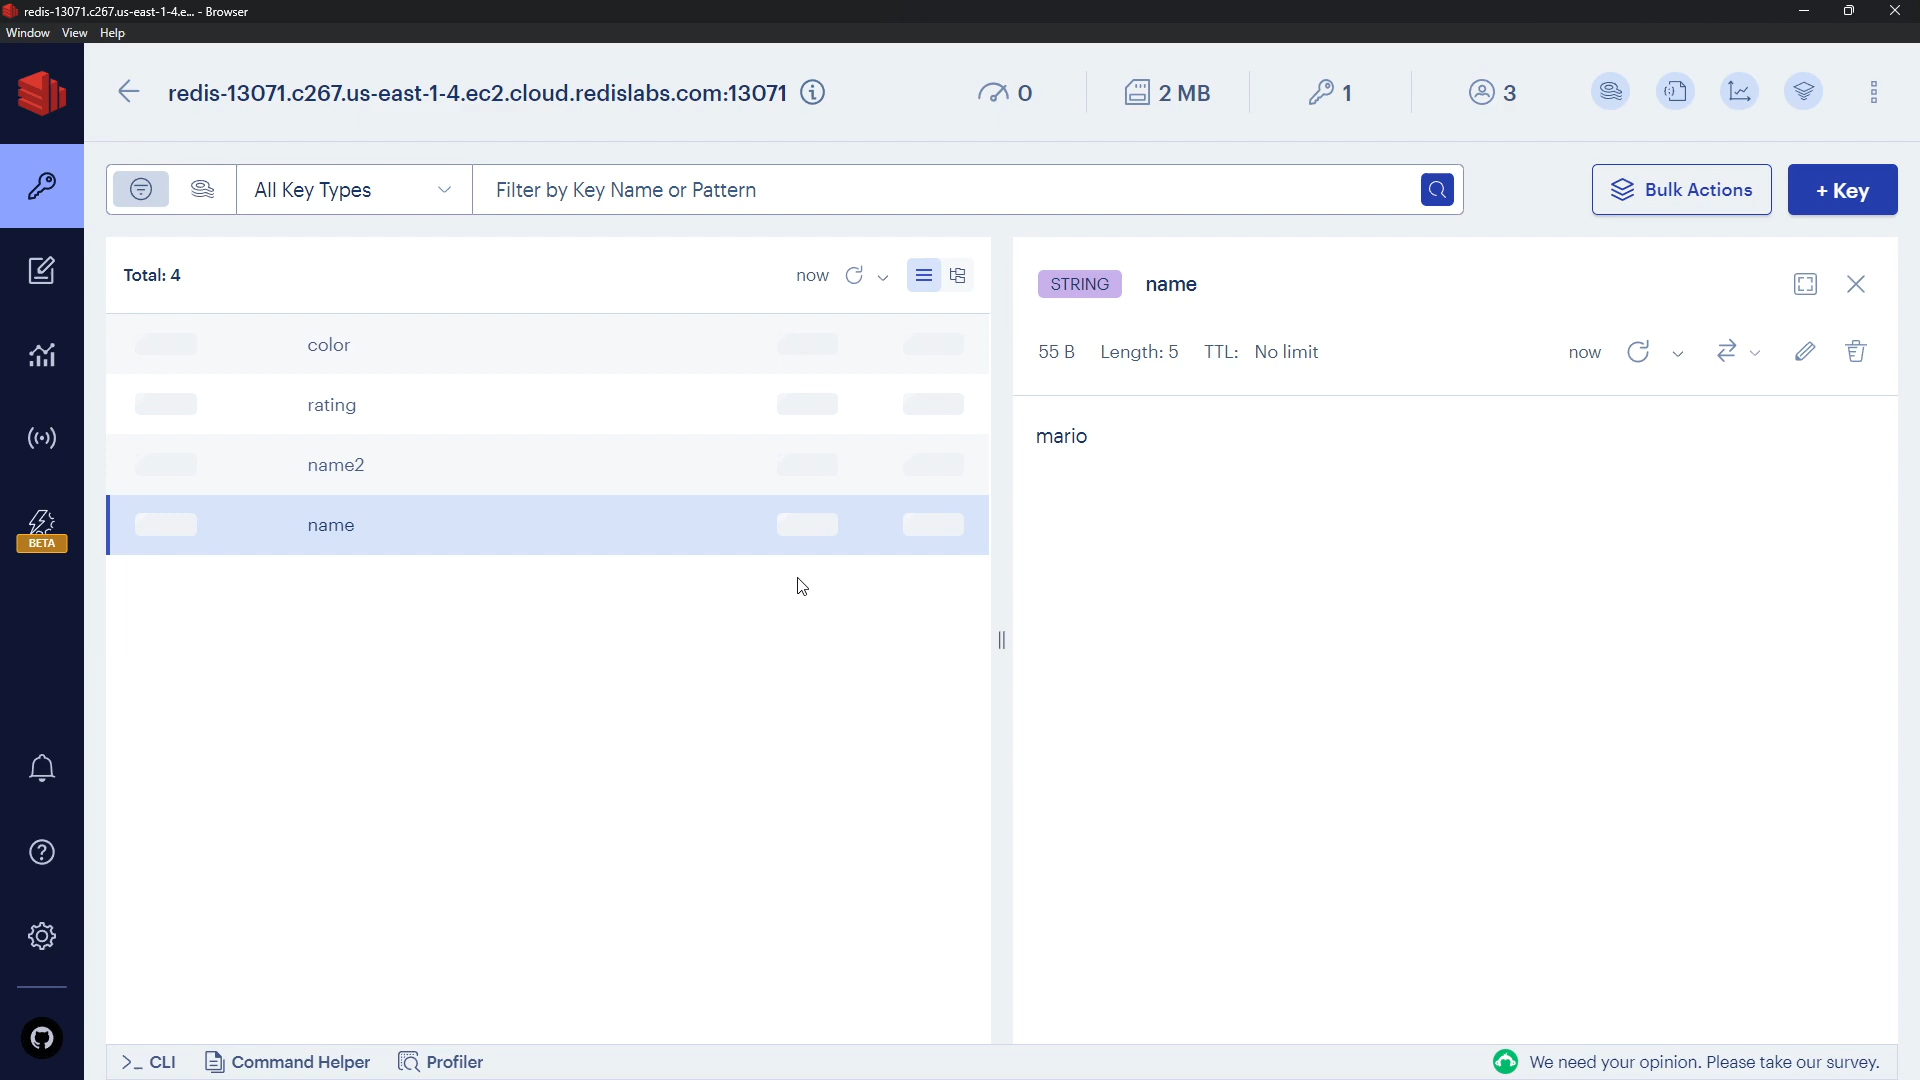 redis-13071.c267.us-east-1-4.e... - Browser
Window View Help
redis-13071.c267.us-east-1-4.ec2.cloud.redislabs.com:13071 0 2 MB 1 3
All Key Types Filter by Key Name or Pattern Bulk Actions + Key
Total: 4 now
color
rating
name2
name
STRING name
55 B Length: 5 TTL: No limit now
mario
BETA
>_ CLI Command Helper Profiler We need your opinion. Please take our survey.